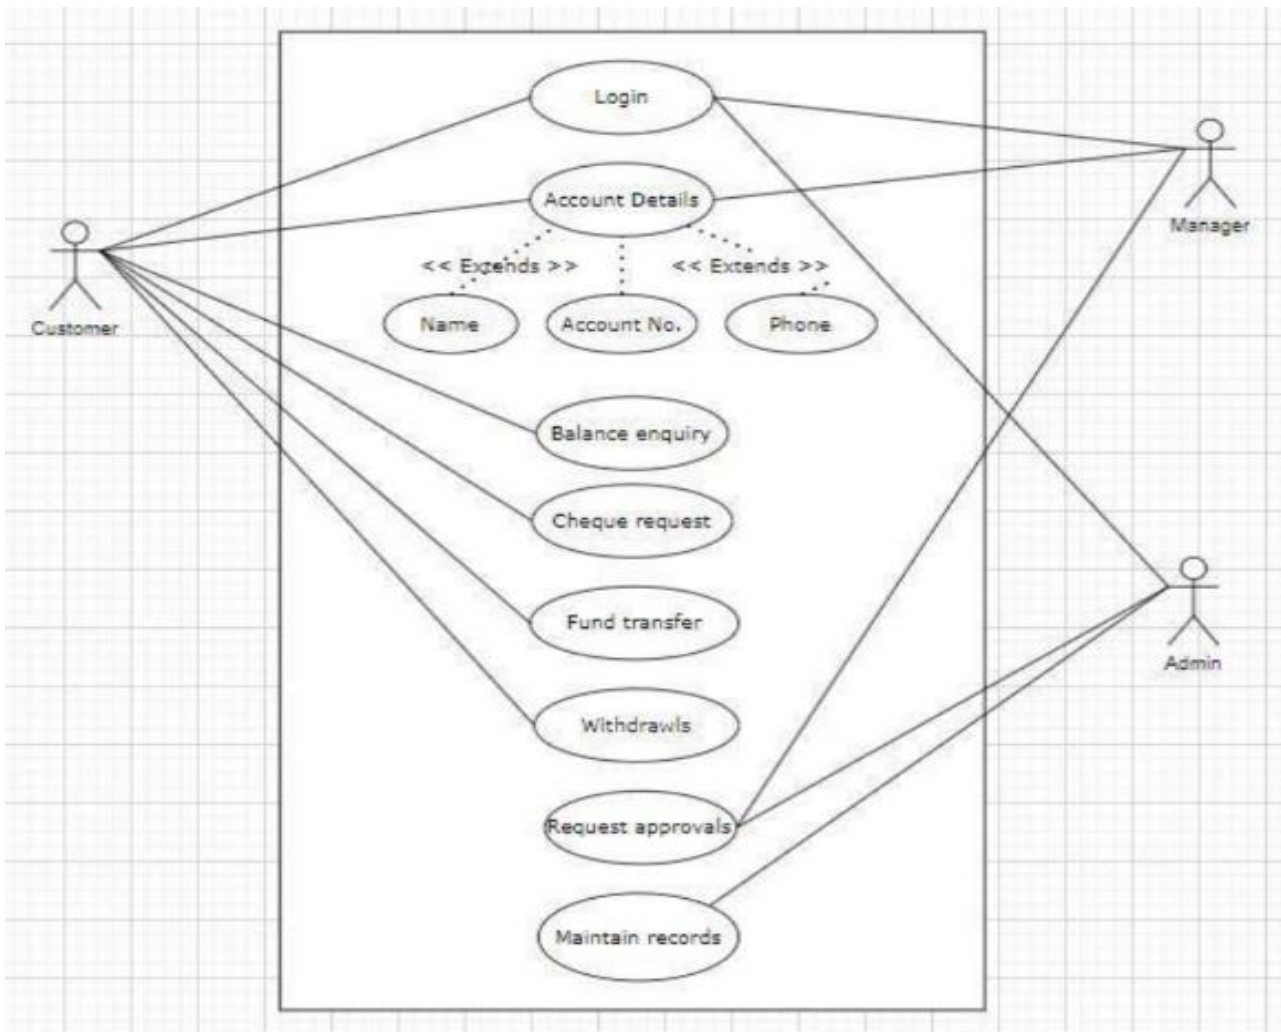 Login
Manager
Account Details
Customer
<< Extends >>
<< Extends >>
Name
Account No.
Phone
Balance enquiry
Cheque request
Fund transfer
Admin
Withdrawls
Request approvals
Maintain records